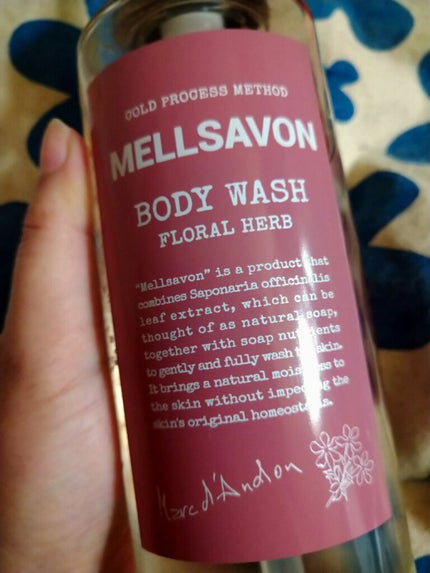 COLD PROCESS METHOD
MELLSAVON
BODY WASH
FLORAL HERB
"Mellsavon" is a product that
combines Saponaria officinalis
leaf extract, which can be
thought of as natural soap,
together with soap nutrients
to gently and fully wash the skin.
It brings a natural moistness to
the skin without impeding the
skin's original homeostasis.
Marc d'Andon